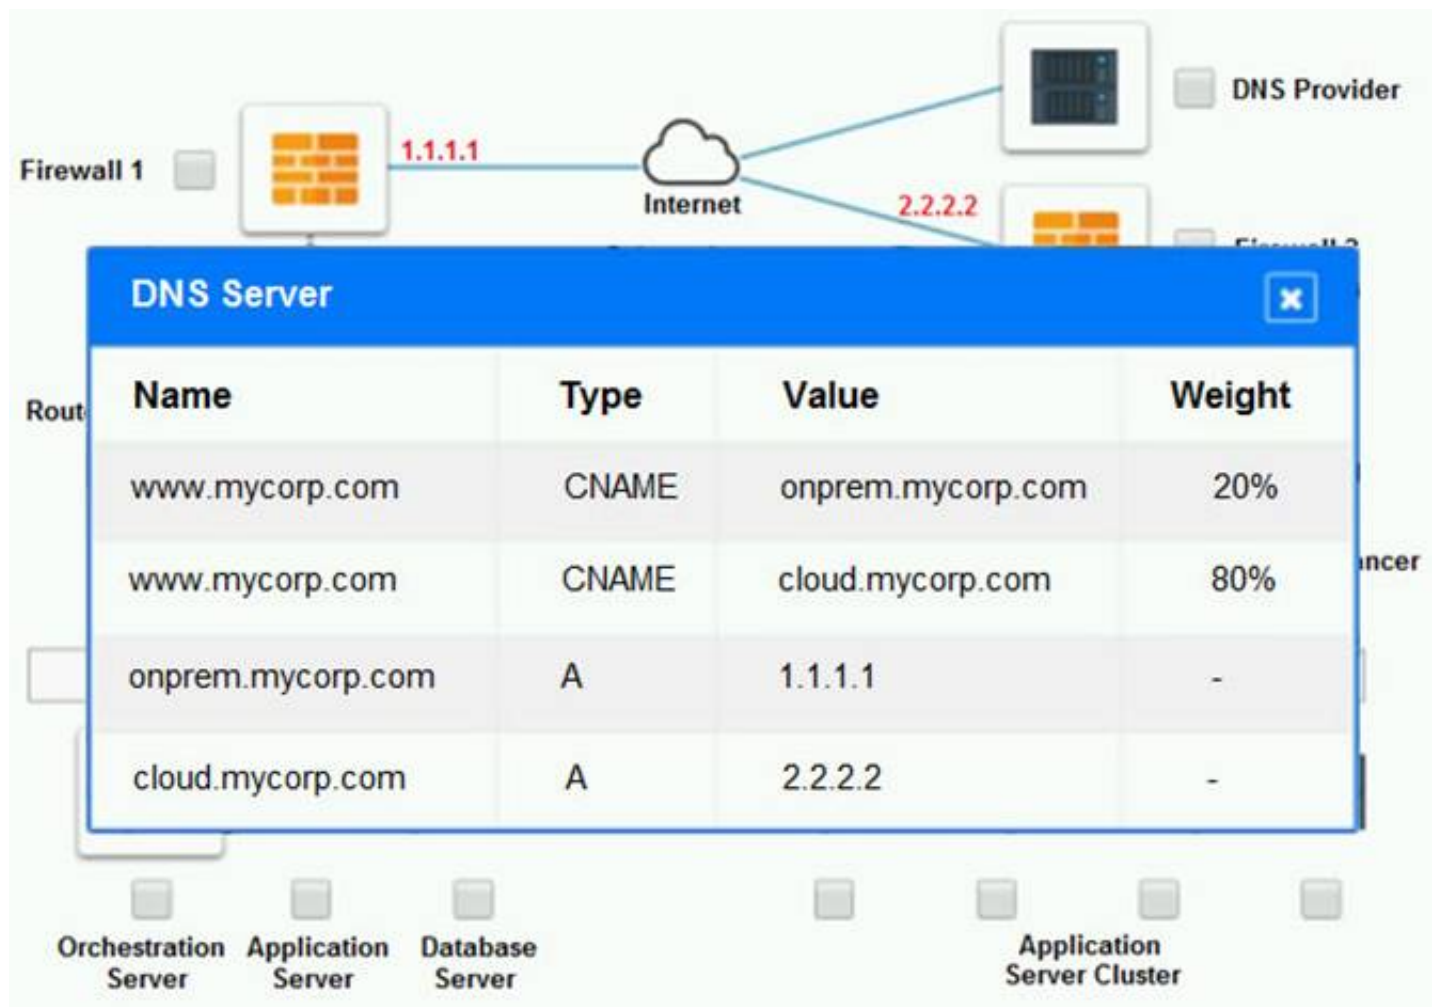 DNS Provider
Firewall 1
1.1.1.1
Internet
2.2.2.2
DNS Server
Name Type Value Weight
www.mycorp.com CNAME onprem.mycorp.com 20%
www.mycorp.com CNAME cloud.mycorp.com 80%
onprem.mycorp.com A 1.1.1.1 -
cloud.mycorp.com A 2.2.2.2 -
Orchestration Server
Application Server
Database Server
Application
Server Cluster